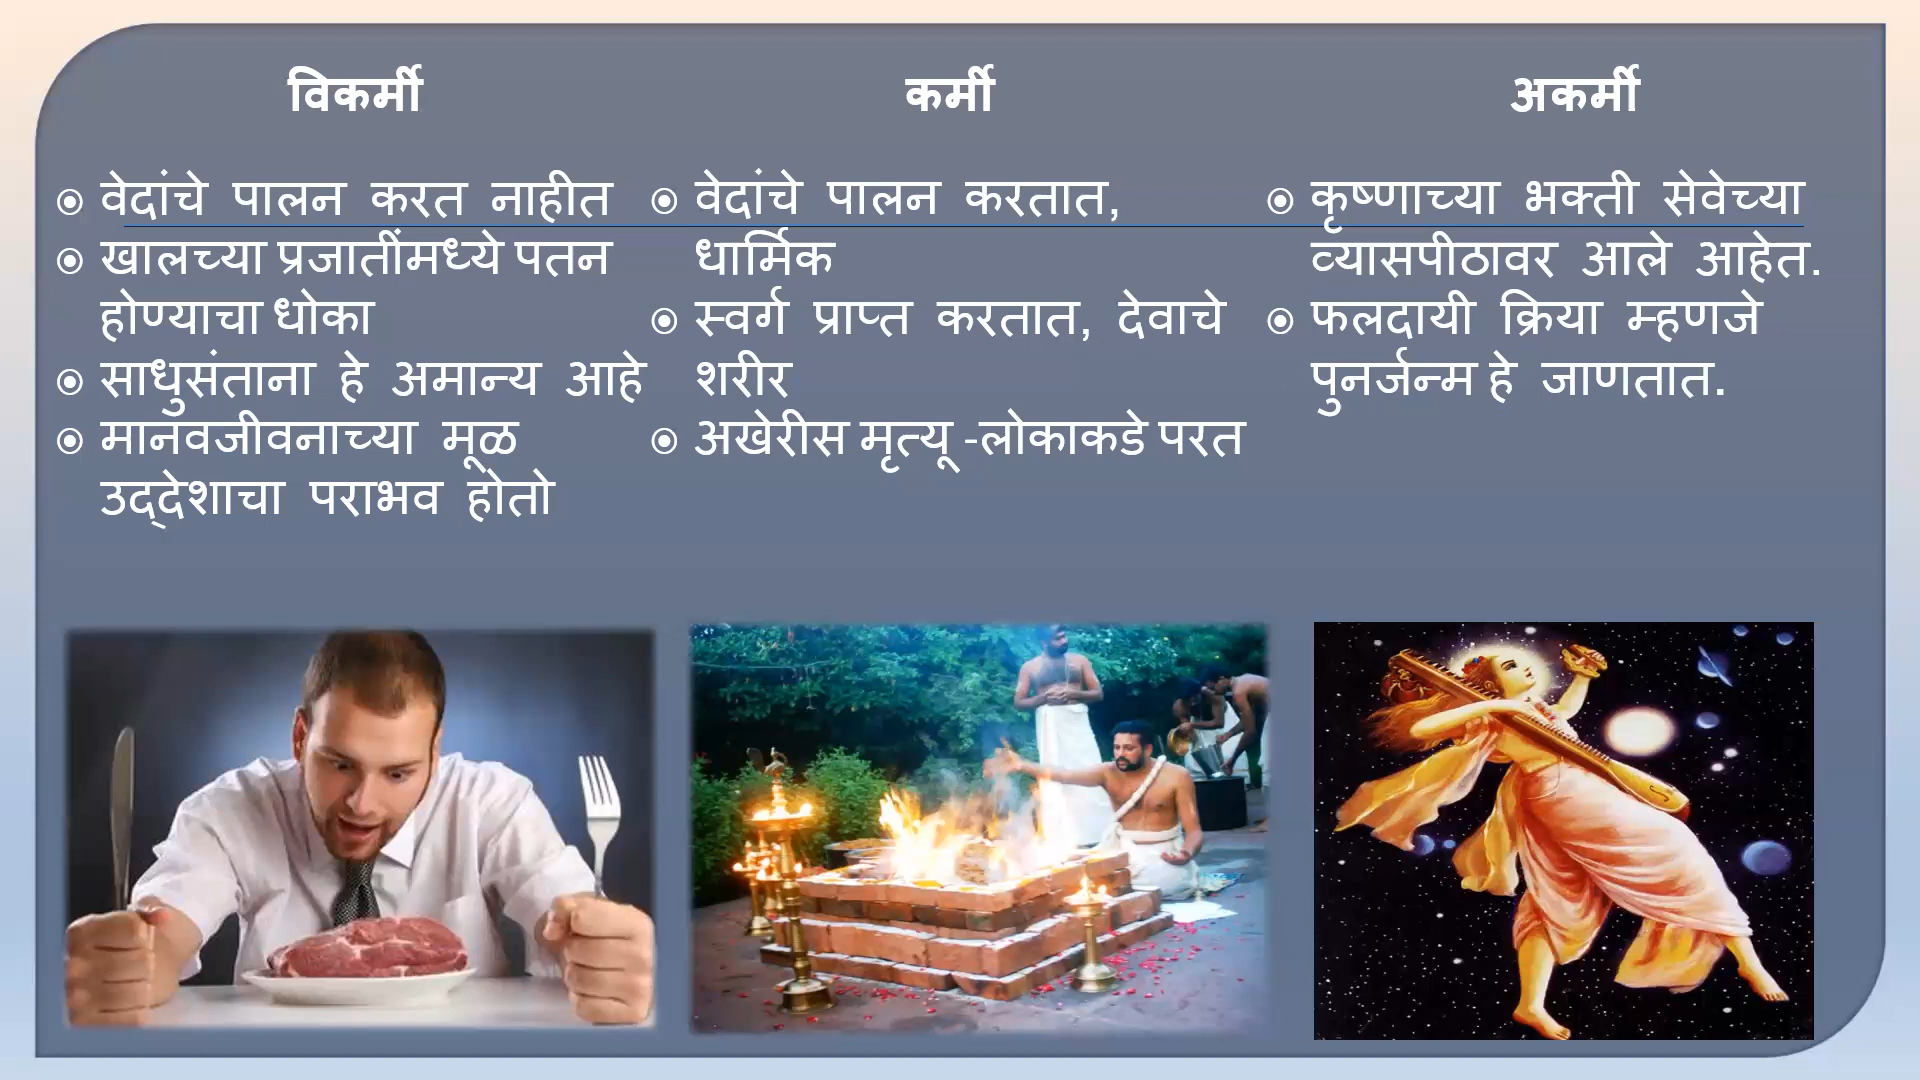 विकर्मी
वेदांचे पालन करत नाहीत
खालच्या प्रजातींमध्ये पतन
होण्याचा धोका
साधुसंताना हे अमान्य आहे
मानवजीवनाच्या मूळ
उद्देशाचा पराभव होतो
कर्मी
वेदांचे पालन करतात,
धार्मिक
स्वर्ग प्राप्त करतात, देवाचे
शरीर
अखेरीस मृत्यू -लोकाकडे परत
अकर्मी
कृष्णाच्या भक्ती सेवेच्या
व्यासपीठावर आले आहेत.
फलदायी क्रिया म्हणजे
पुनर्जन्म हे जाणतात.